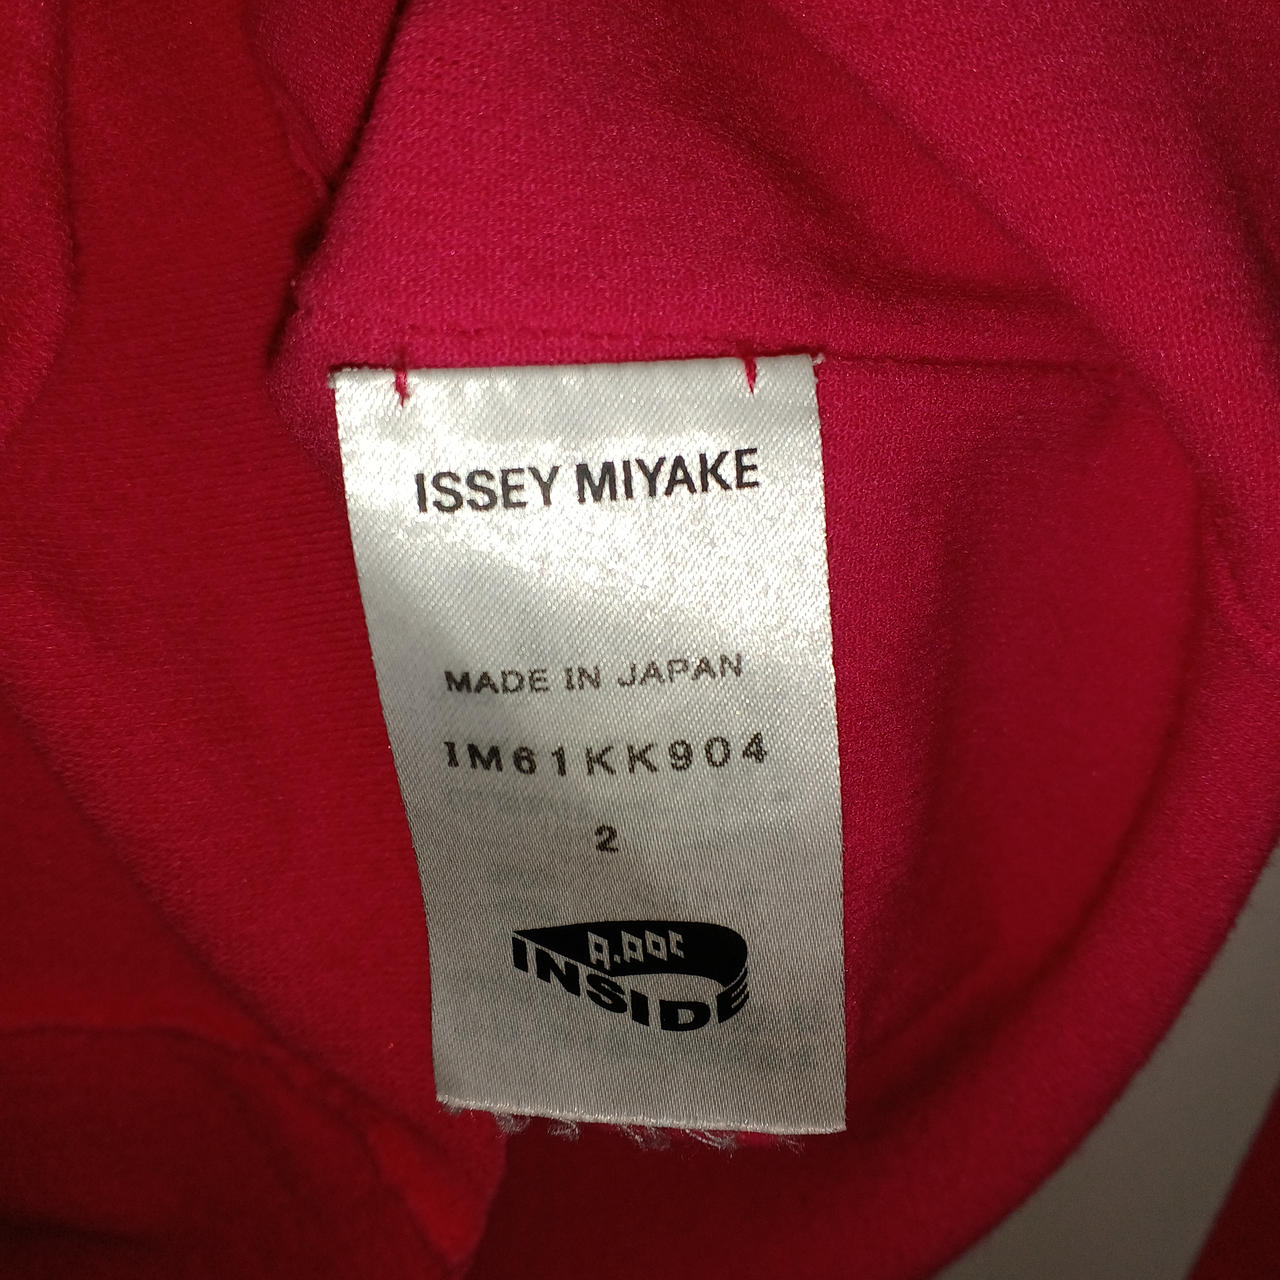 ISSEY MIYAKE
MADE IN JAPAN
IM61KK904
2
A.POC
INSIDE